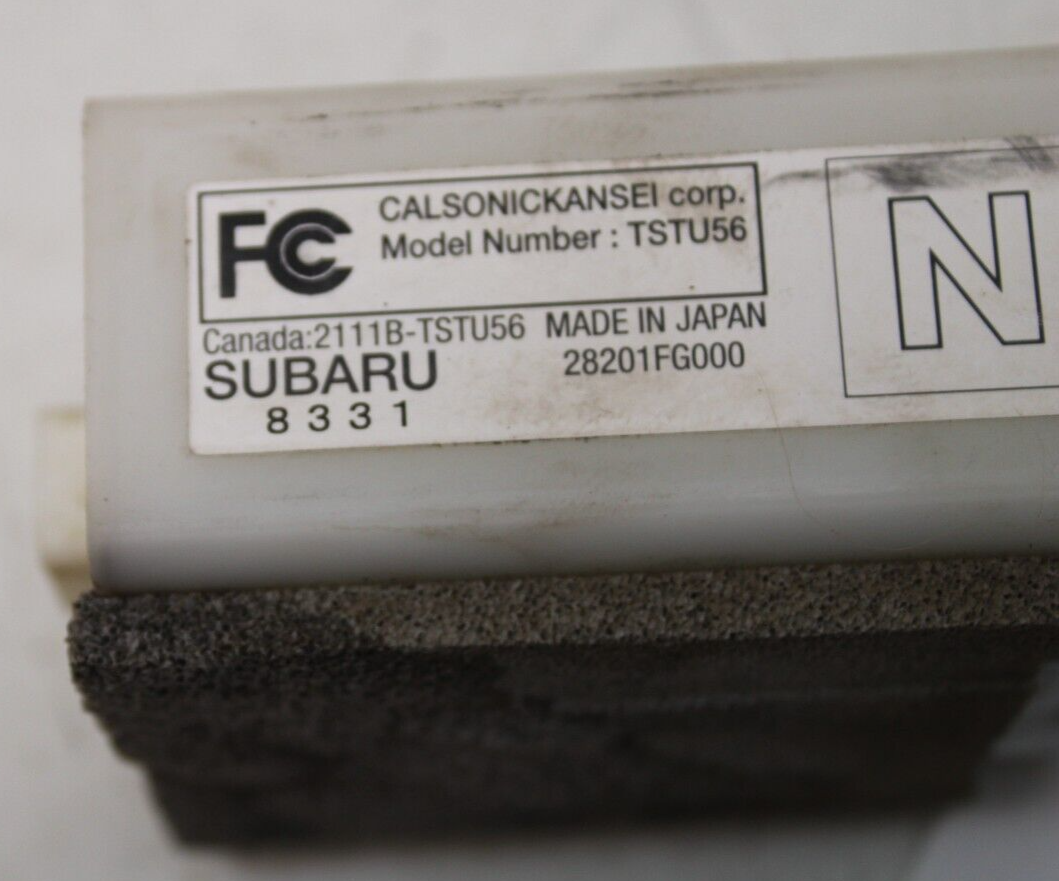 FC CALSONICKANSEI corp.
Model Number : TSTU56
Canada:2111B-TSTU56 MADE IN JAPAN
SUBARU 28201FG000
8331
N